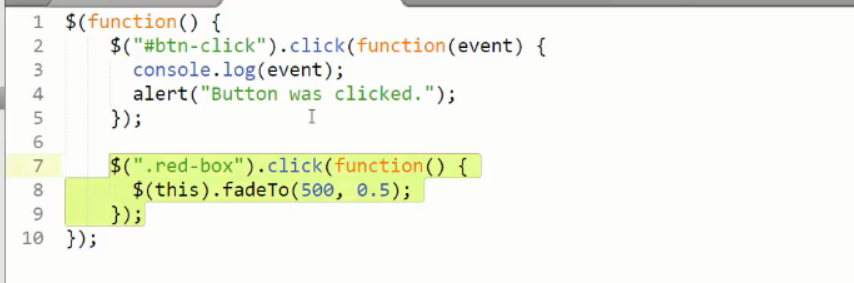 1 $(function() {
2 $("#btn-click").click(function(event) {
3 console.log(event);
4 alert("Button was clicked.");
5 });
6
7 $(".red-box").click(function() {
8 $(this).fadeTo(500, 0.5);
9 });
10 });